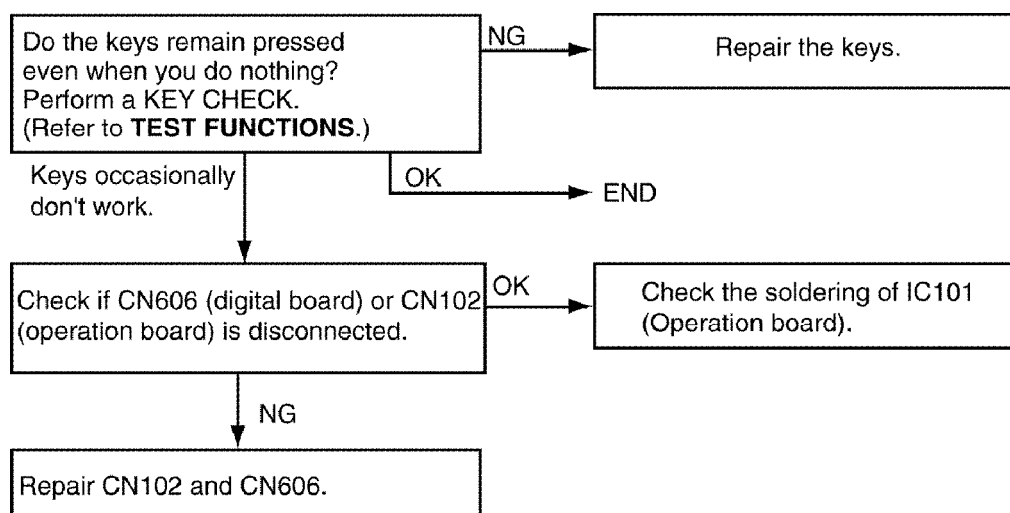 Do the keys remain pressed
even when you do nothing?
Perform a KEY CHECK.
(Refer to TEST FUNCTIONS.)
NG
Repair the keys.
Keys occasionally
don't work.
OK
END
Check if CN606 (digital board) or CN102
(operation board) is disconnected.
OK
Check the soldering of IC101
(Operation board).
NG
Repair CN102 and CN606.